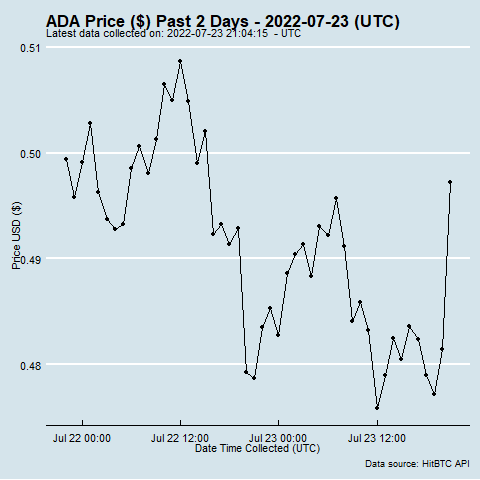 ADA Price ($) Past 2 Days - 2022-07-23 (UTC)
Latest data collected on: 2022-07-23 21:04:15 - UTC
0.51
0.50
0.49
0.48
Price USD ($)
Jul 22 00:00 Jul 22 12:00 Jul 23 00:00 Jul 23 12:00
Date Time Collected (UTC)
Data source: HitBTC API